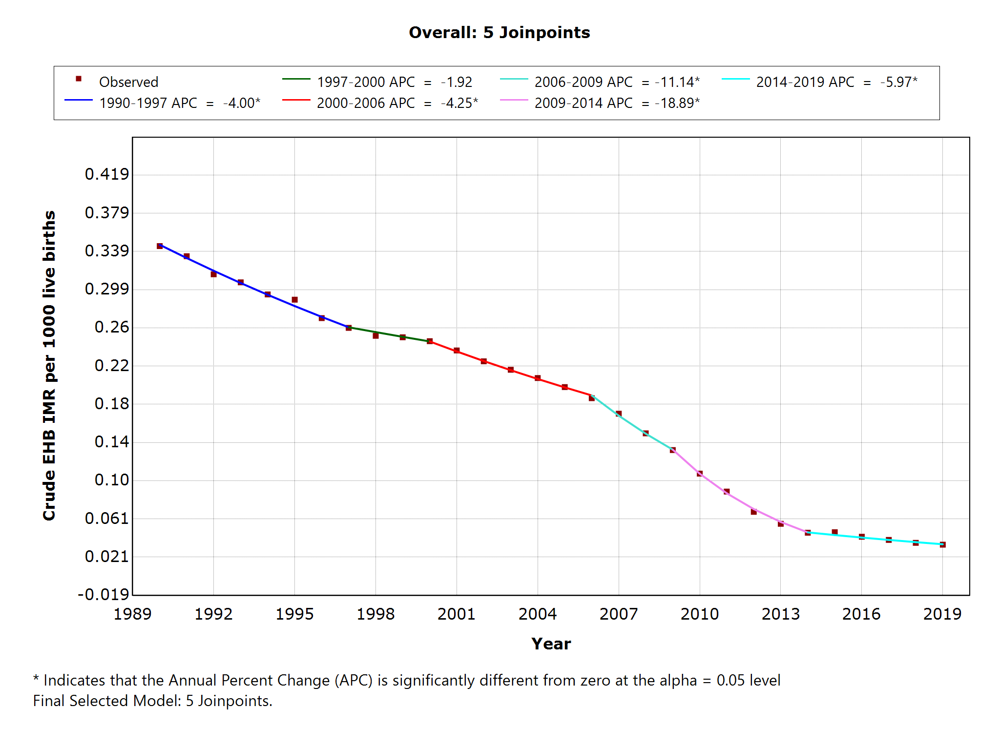 Overall: 5 Joinpoints
Observed
1997-2000 APC = -1.92
2006-2009 APC = -11.14*
2014-2019 APC = -5.97*
1990-1997 APC = -4.00*
2000-2006 APC = -4.25*
2009-2014 APC = -18.89*
Crude EHB IMR per 1000 live births
0.419
0.379
0.339
0.299
0.26
0.22
0.18
0.14
0.10
0.061
0.021
-0.019
1989 1992 1995 1998 2001 2004 2007 2010 2013 2016 2019
Year
* Indicates that the Annual Percent Change (APC) is significantly different from zero at the alpha = 0.05 level
Final Selected Model: 5 Joinpoints.